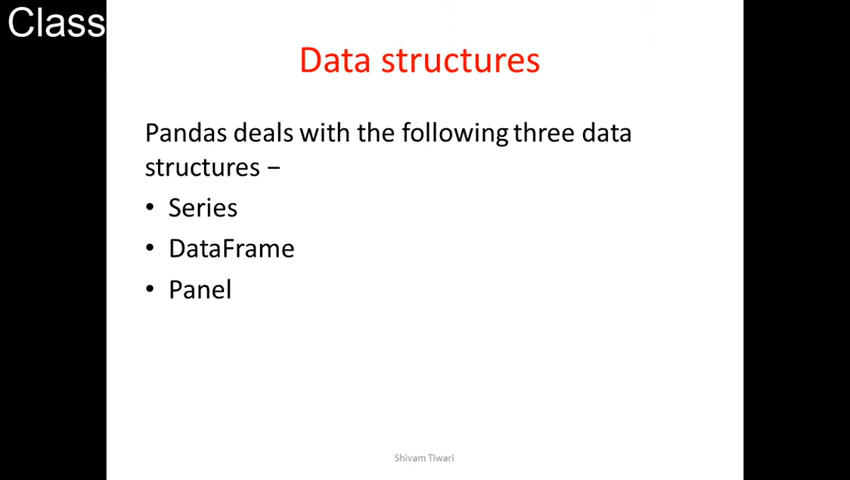 Class
Data structures
Pandas deals with the following three data
structures −
• Series
• DataFrame
• Panel
Shivam Tiwari